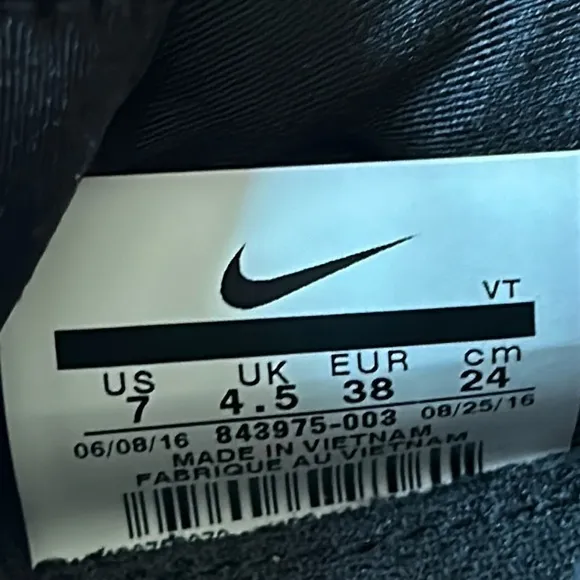 VT
US UK EUR cm
7 4.5 38 24
06/08/16 843975-003 08/25/16
MADE IN VIETNAM
FABRIQUE AU VIETNAM